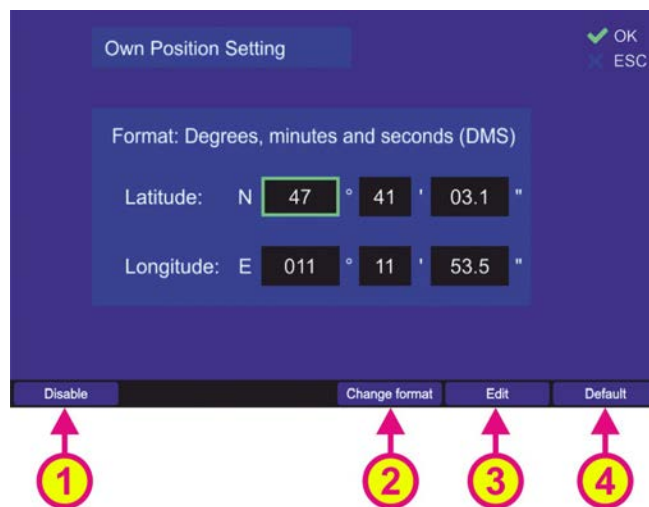 Own Position Setting
OK
ESC
Format: Degrees, minutes and seconds (DMS)
Latitude: N 47 ° 41 ' 03.1 "
Longitude: E 011 ° 11 ' 53.5 "
Disable Change format Edit Default
1 2 3 4